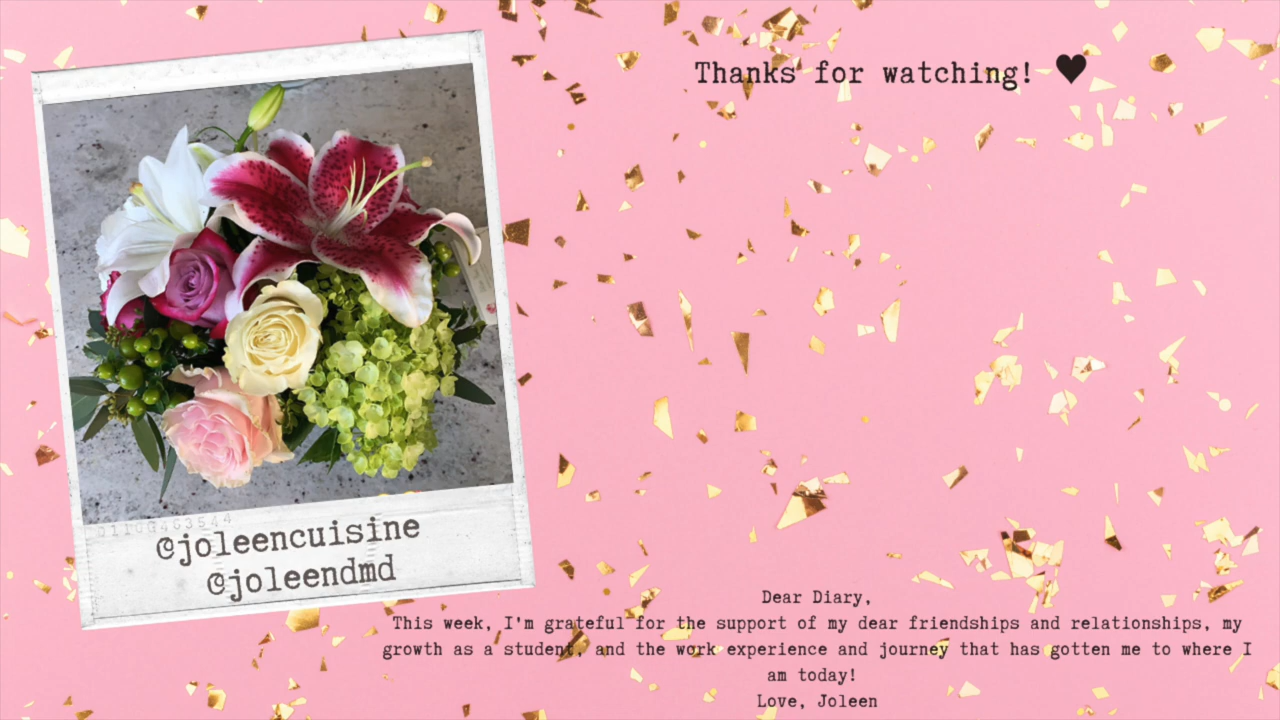 Thanks for watching! ♥
01100463544
@joleencuisine
@joleendmd
Dear Diary,
This week, I'm grateful for the support of my dear friendships and relationships, my
growth as a student, and the work experience and journey that has gotten me to where I
am today!
Love, Joleen